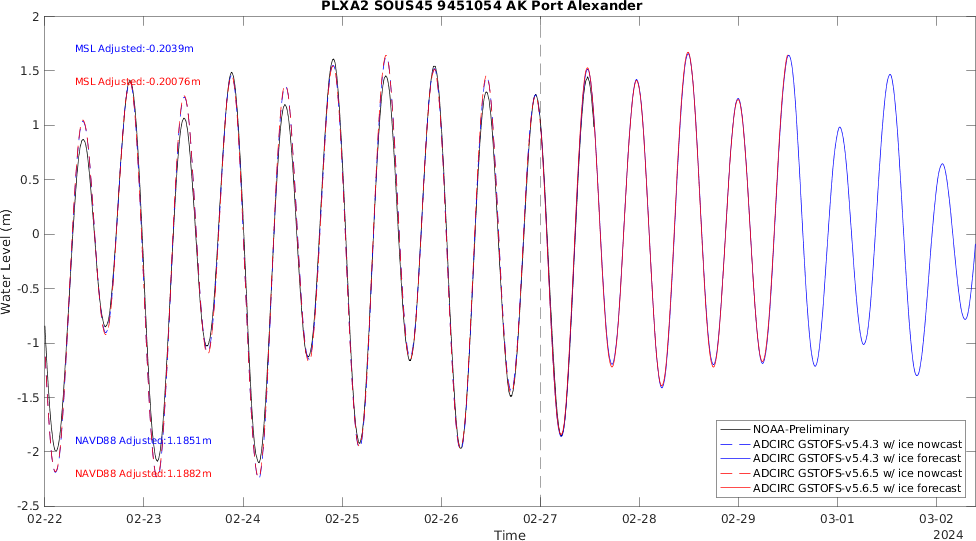 PLXA2 SOUS45 9451054 AK Port Alexander
2
1.5
1
0.5
0
-0.5
-1
-1.5
-2
-2.5
Water Level (m)
MSL Adjusted:-0.2039m
MSL Adjusted:-0.20076m
NAVD88 Adjusted:1.1851m
NAVD88 Adjusted:1.1882m
NOAA-Preliminary
ADCIRC GSTOFS-v5.4.3 w/ ice nowcast
ADCIRC GSTOFS-v5.4.3 w/ ice forecast
ADCIRC GSTOFS-v5.6.5 w/ ice nowcast
ADCIRC GSTOFS-v5.6.5 w/ ice forecast
02-22 02-23 02-24 02-25 02-26 02-27 02-28 02-29 03-01 03-02
Time
2024